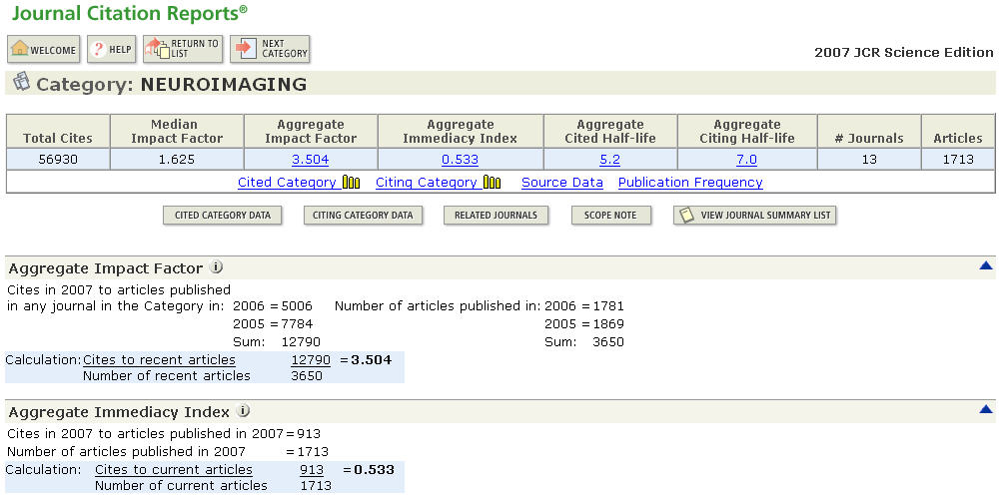 Journal Citation Reports®
WELCOME
? HELP
RETURN TO
LIST
NEXT
CATEGORY
2007 JCR Science Edition
Category: NEUROIMAGING
Total Cites Median Impact Factor Aggregate Impact Factor Aggregate Immediacy Index Aggregate Cited Half-life Aggregate Citing Half-life # Journals Articles
56930 1.625 3.504 0.533 5.2 7.0 13 1713
Cited Category Citing Category Source Data Publication Frequency
CITED CATEGORY DATA CITING CATEGORY DATA RELATED JOURNALS SCOPE NOTE VIEW JOURNAL SUMMARY LIST
Aggregate Impact Factor i
Cites in 2007 to articles published
in any journal in the Category in: 2006 = 5006 Number of articles published in: 2006 = 1781
2005 = 7784 2005 = 1869
Sum: 12790 Sum: 3650
Calculation: Cites to recent articles 12790 = 3.504
Number of recent articles 3650
Aggregate Immediacy Index i
Cites in 2007 to articles published in 2007 = 913
Number of articles published in 2007 = 1713
Calculation: Cites to current articles 913 = 0.533
Number of current articles 1713